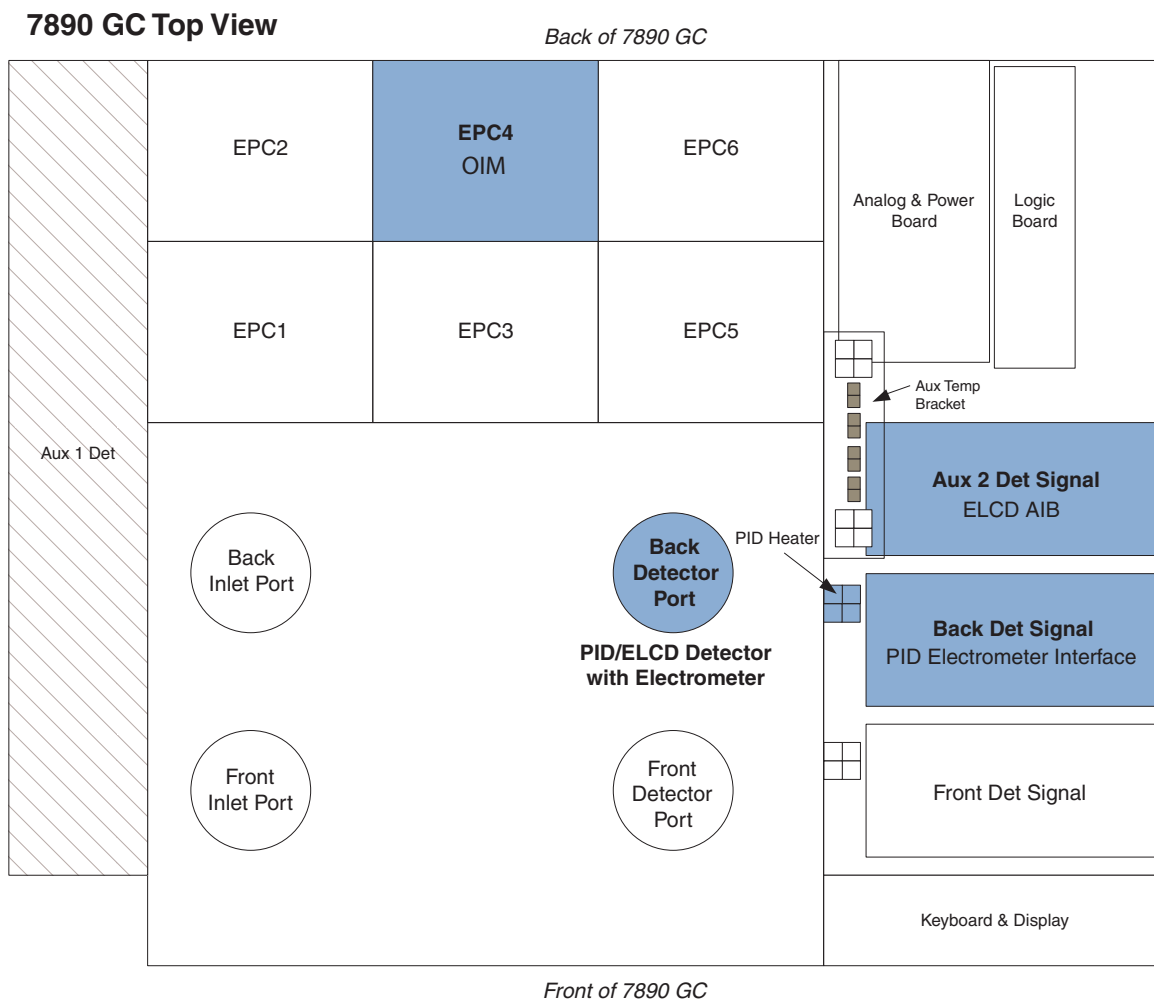 7890 GC Top View
Back of 7890 GC
EPC2
EPC4
OIM
EPC6
Analog & Power
Board
Logic
Board
EPC1
EPC3
EPC5
Aux Temp
Bracket
Aux 1 Det
Aux 2 Det Signal
ELCD AIB
Back
Inlet Port
Back
Detector
Port
PID Heater
PID/ELCD Detector
with Electrometer
Back Det Signal
PID Electrometer Interface
Front
Inlet Port
Front
Detector
Port
Front Det Signal
Keyboard & Display
Front of 7890 GC